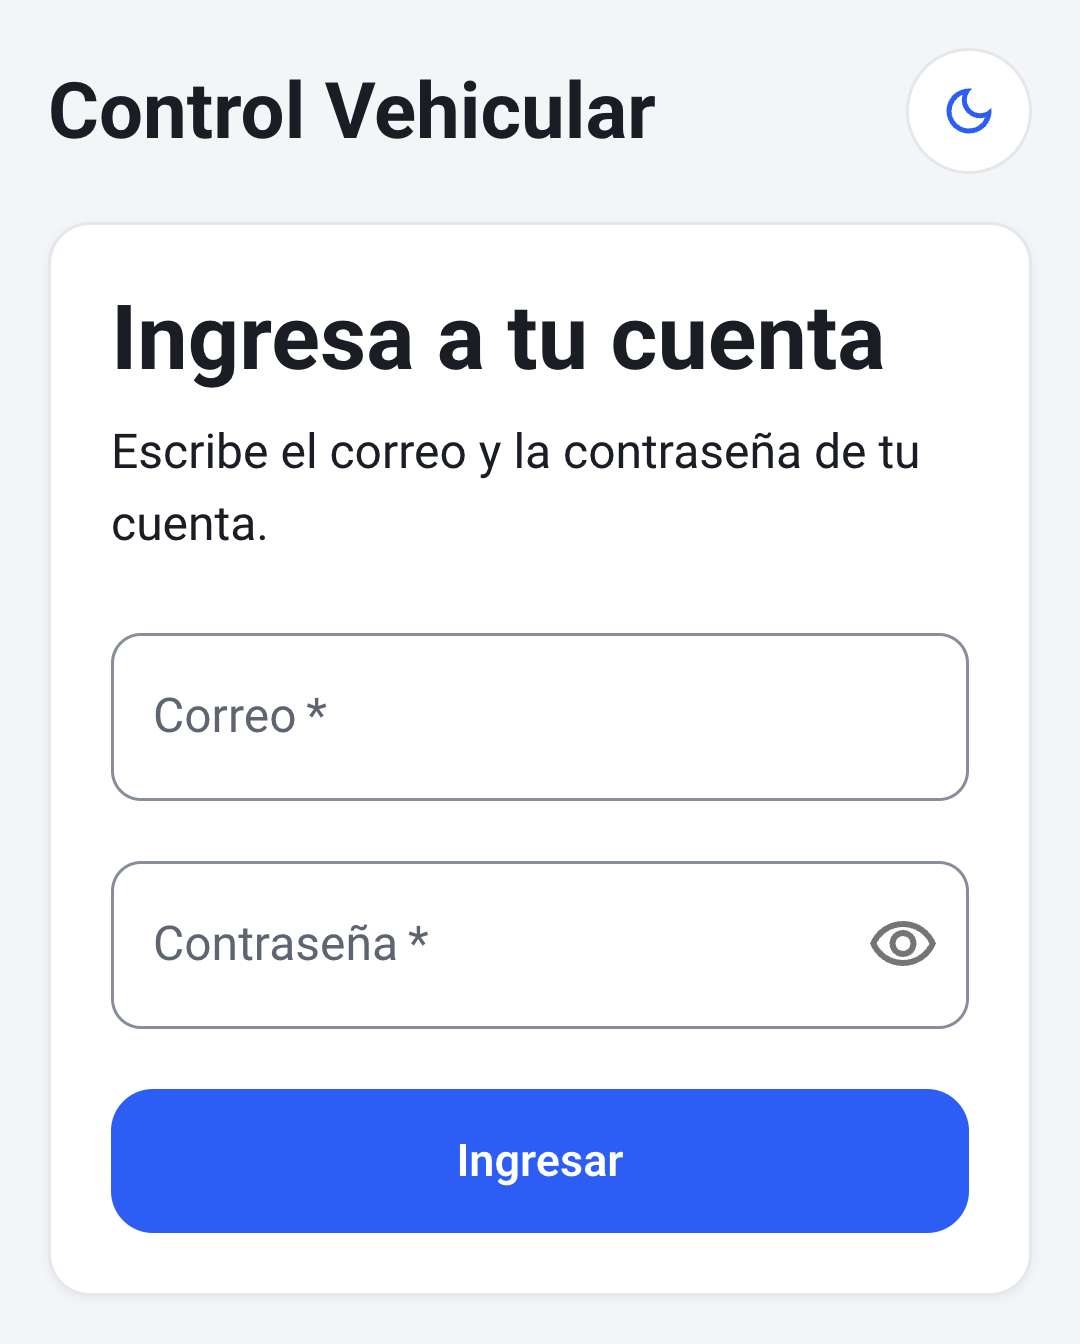 Control Vehicular
Ingresa a tu cuenta
Escribe el correo y la contraseña de tu
cuenta.
Correo *
Contraseña *
Ingresar